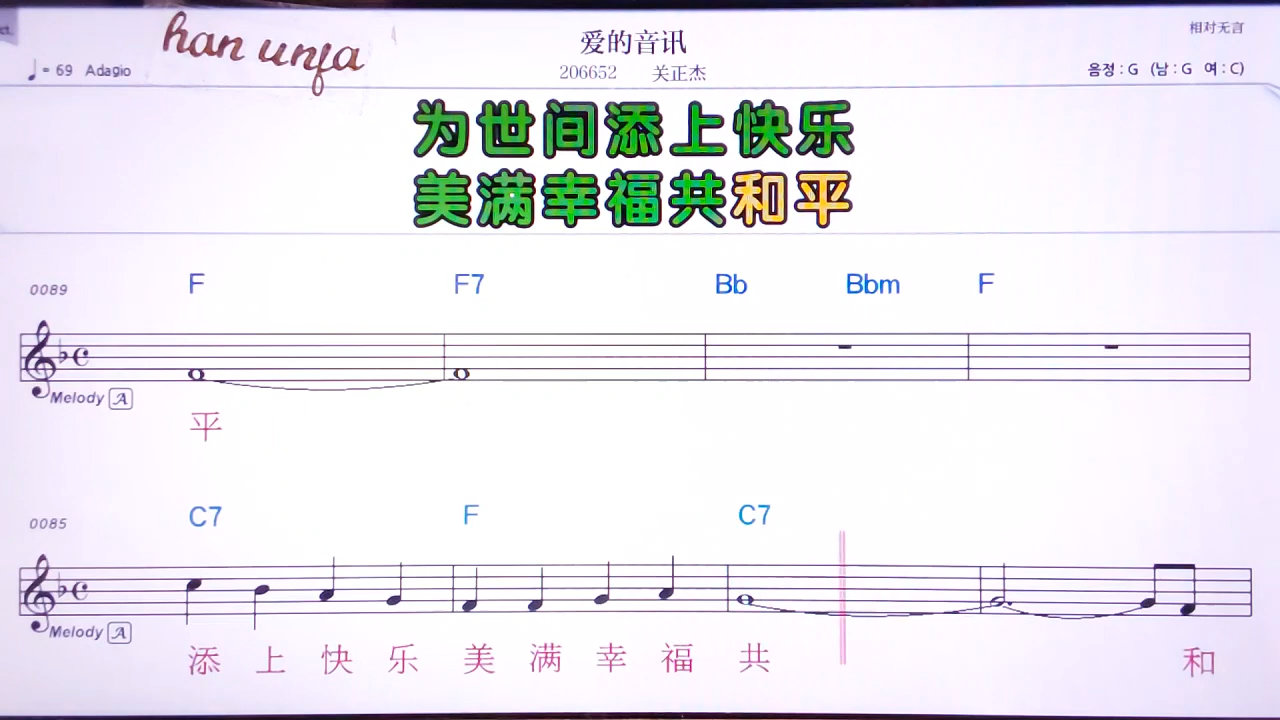 ct.
han unja
爱的音讯
相对无言
♩= 69 Adagio
206652 关正杰
음정 : G (남 : G 여 : C)
为世间添上快乐
美满幸福共和平
0089 F F7 Bb Bbm F
Melody A
平
0085 C7 F C7
Melody A
添 上 快 乐 美 满 幸 福 共 和